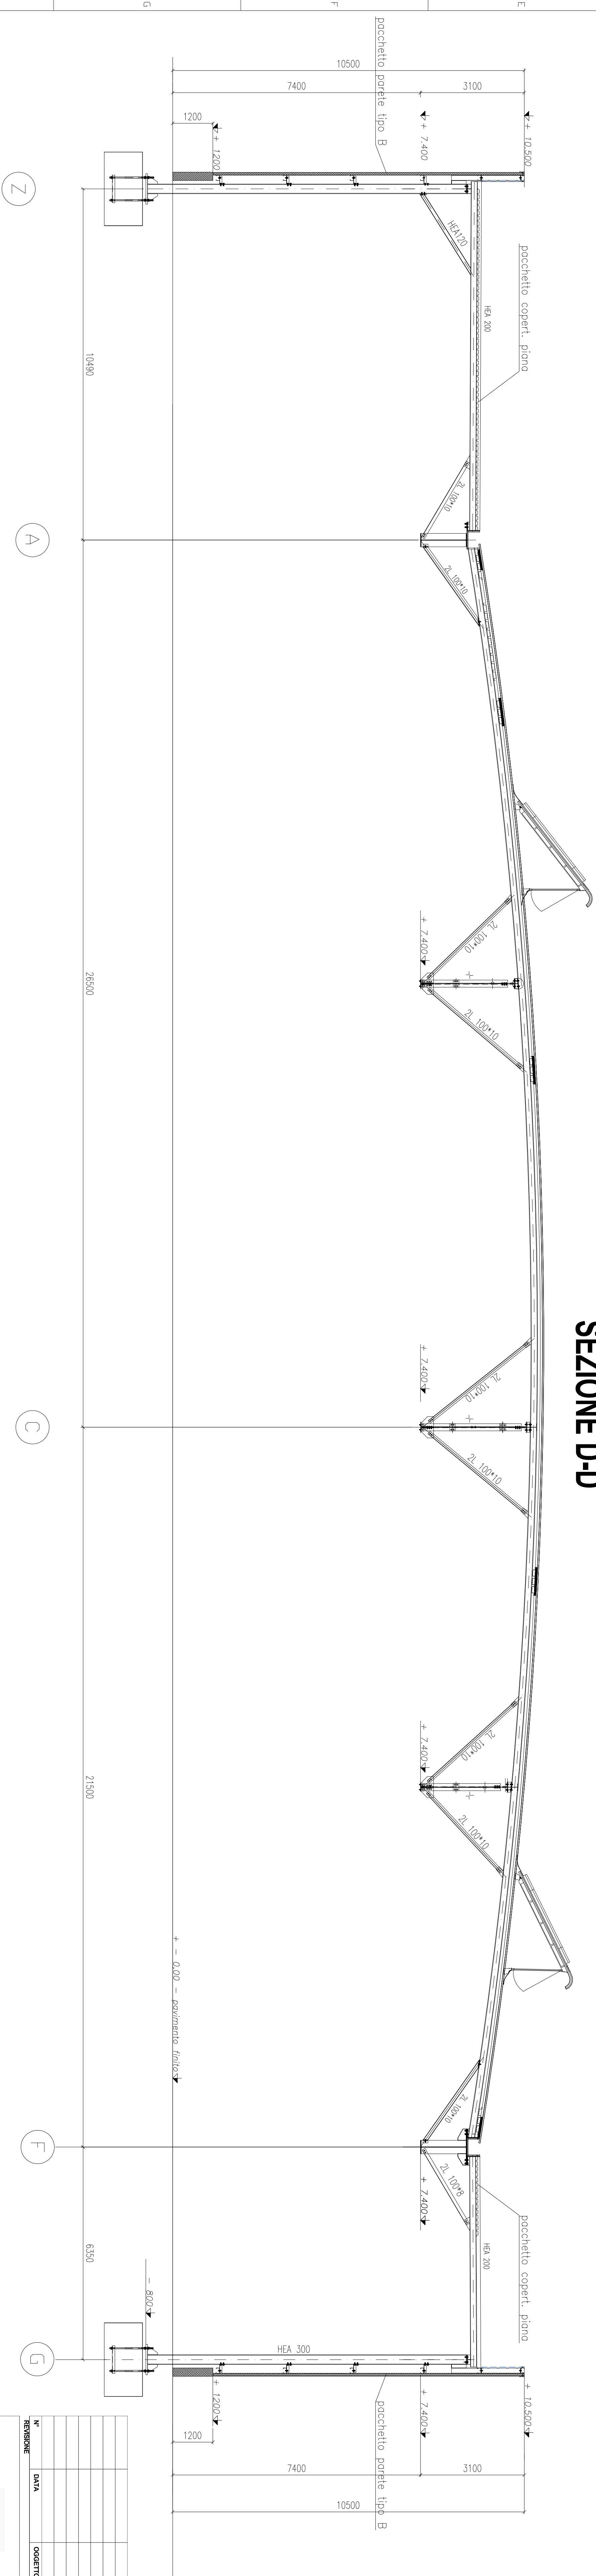 SEZIONE D-D
G
F
E
10500
7400
3100
1200
pacchetto parete tipo B
+ 1200
+ 7.400
+ 10.500
Z
HEA120
HEA 200
pacchetto copert. piana
10490
2L 100*10
A
2L 100*10
26500
+ 7.400
2L 100*10
2L 100*10
+ 7.400
2L 100*10
C
2L 100*10
21500
+ 7.400
2L 100*10
2L 100*10
+ - 0.00 - pavimento finito
2L 100*10
F
2L 100*8
+ 7.400
6350
HEA 200
pacchetto copert. piana
- 800
HEA 300
G
+ 1200
+ 7.400
+ 10.500
pacchetto parete tipo B
1200
7400
3100
10500
N° REVISIONE
DATA